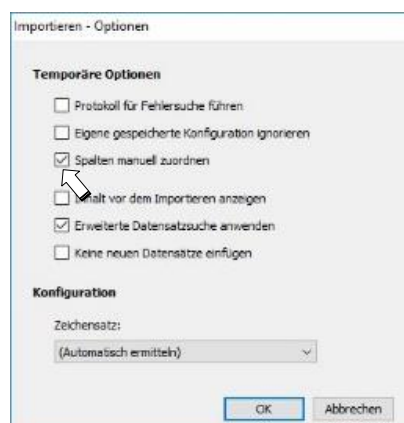 Importieren - Optionen
Temporäre Optionen
Protokoll für Fehlersuche führen
Eigene gespeicherte Konfiguration ignorieren
Spalten manuell zuordnen
Inhalt vor dem Importieren anzeigen
Erweiterte Datensatzsuche anwenden
Keine neuen Datensätze einfügen
Konfiguration
Zeichensatz:
(Automatisch ermitteln)
OK Abbrechen